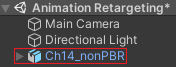 Animation Retargeting*
Main Camera
Directional Light
Ch14_nonPBR